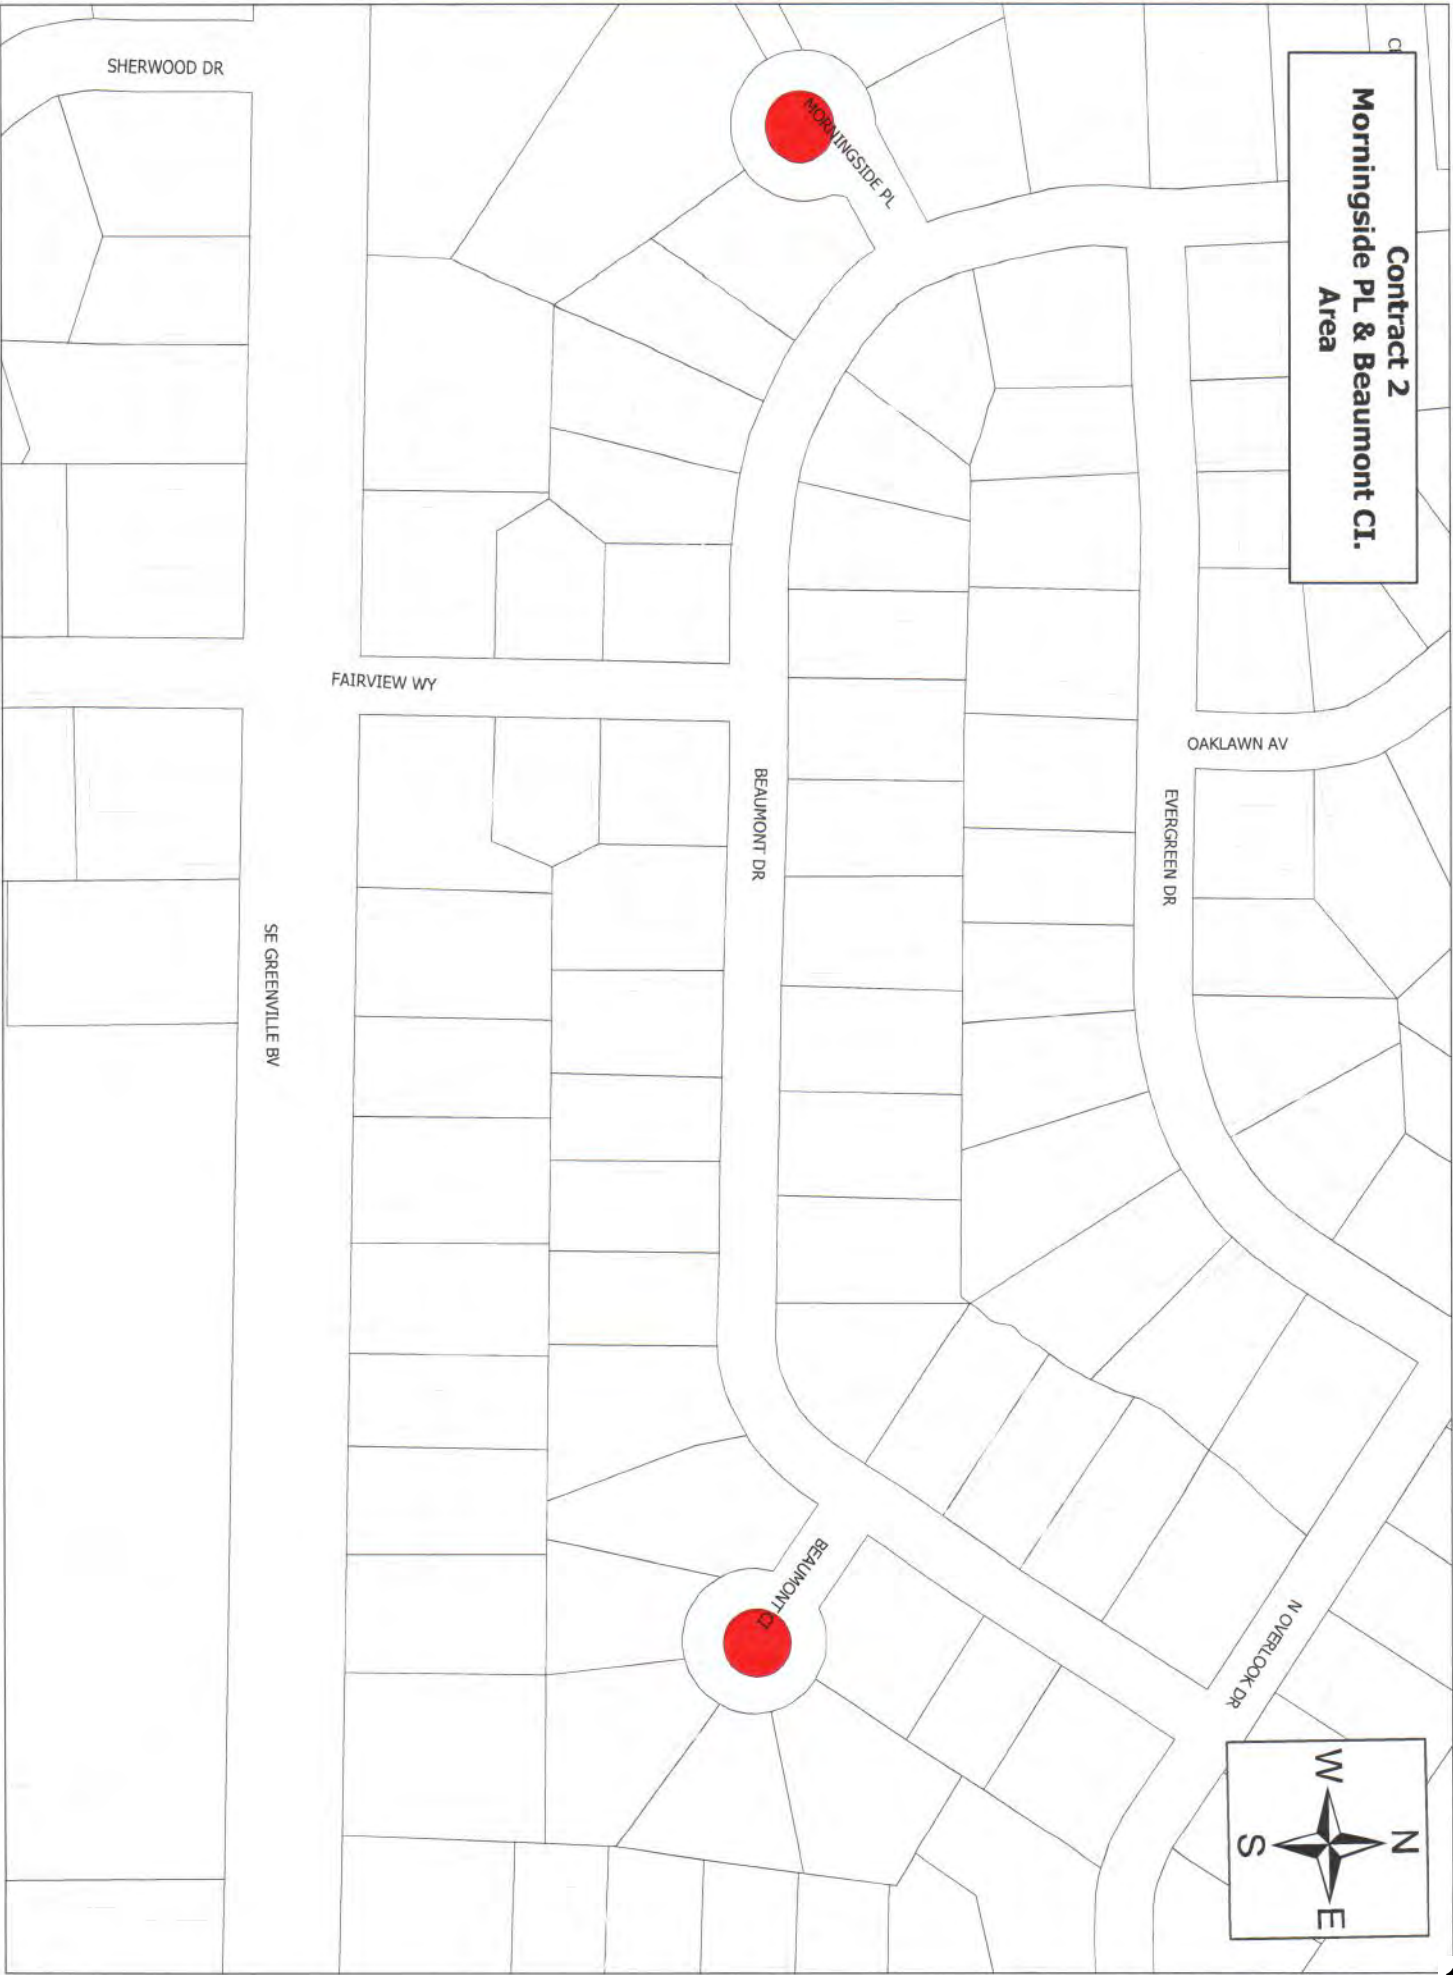 Contract 2
Morningside PL & Beaumont CI.
Area
SHERWOOD DR
MORNINGSIDE PL
FAIRVIEW WY
OAKLAWN AV
BEAUMONT DR
EVERGREEN DR
SE GREENVILLE BV
BEAUMONT CI
N OVERLOOK DR
N
W
E
S